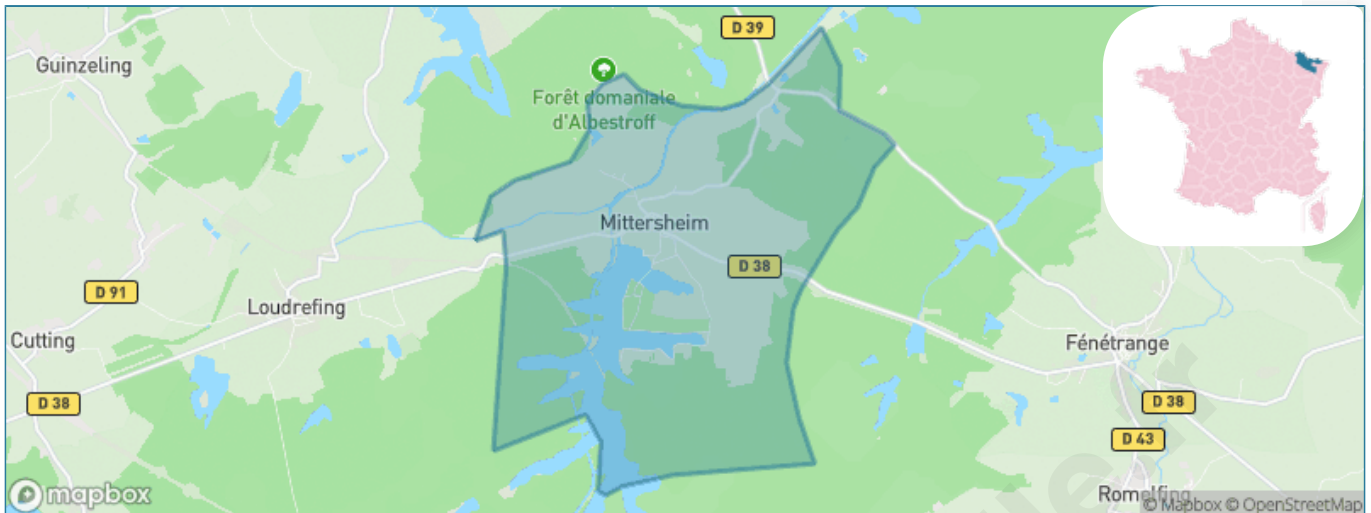 D 39
Guinzeling
Forêt domaniale
d'Albestroff
Mittersheim
D 38
D 91
Loudrefing
Cutting
Fénétrange
D 38
D 38
D 43
Romelfing
mapbox
© Mapbox © OpenStreetMap